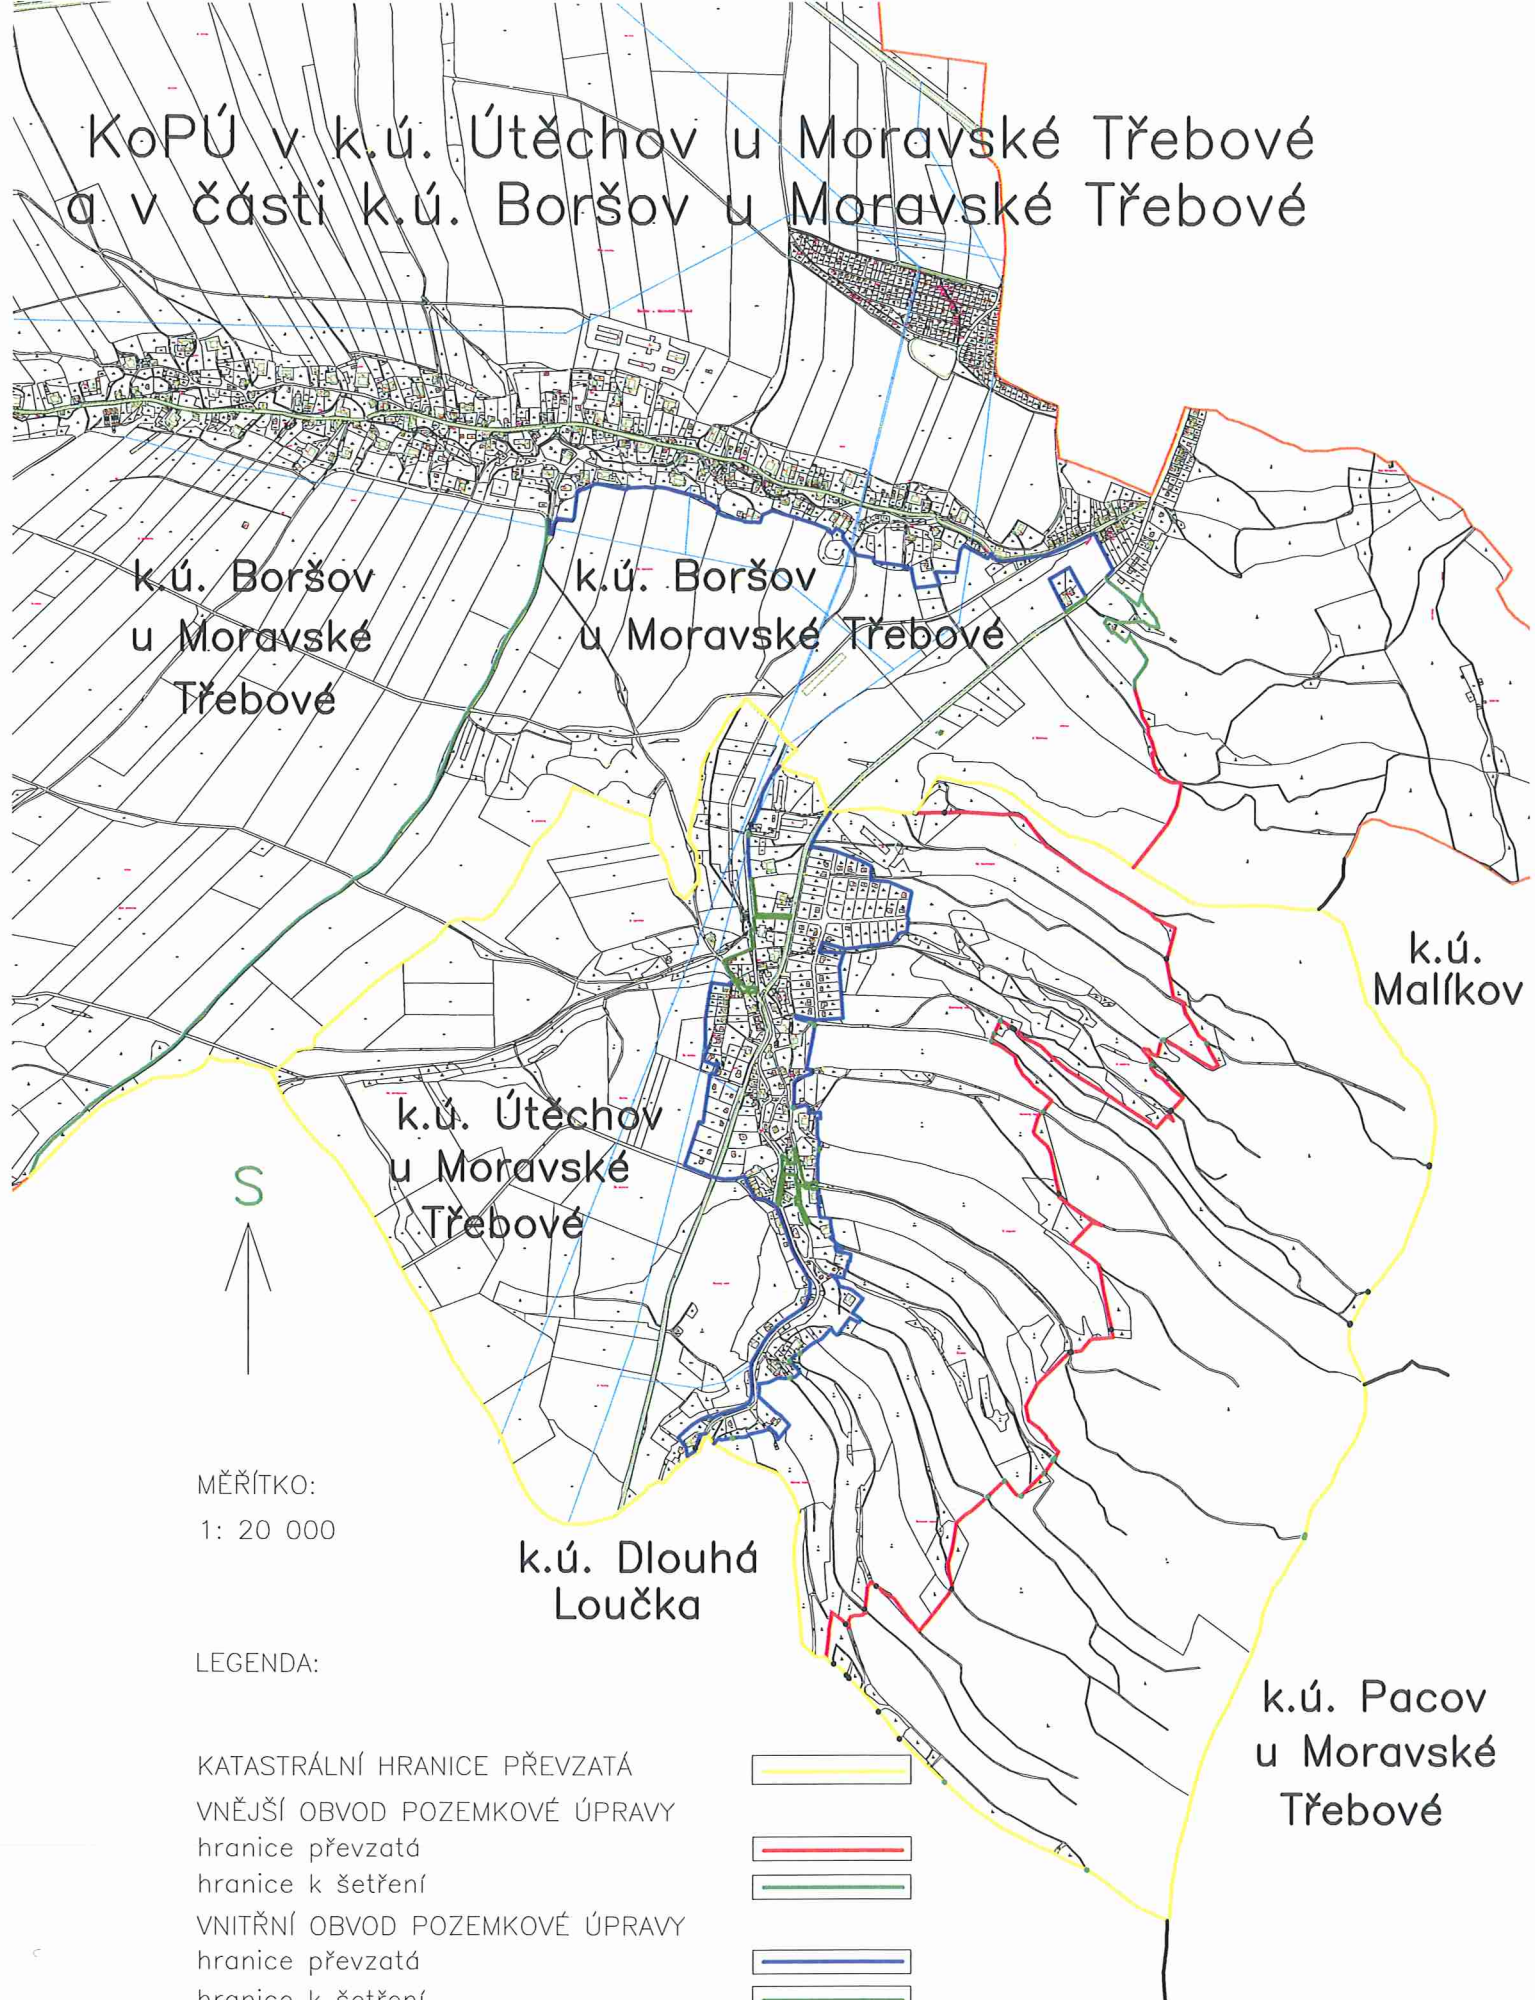 KoPÚ v k.ú. Útěchov u Moravské Třebové
a v části k.ú. Boršov u Moravské Třebové
k.ú. Boršov
u Moravské
Třebové
k.ú. Boršov
u Moravské Třebové
k.ú.
Malíkov
k.ú. Útěchov
u Moravské
Třebové
S
MĚŘÍTKO:
1: 20 000
k.ú. Dlouhá
Loučka
LEGENDA:
k.ú. Pacov
u Moravské
Třebové
KATASTRÁLNÍ HRANICE PŘEVZATÁ
VNĚJŠÍ OBVOD POZEMKOVÉ ÚPRAVY
hranice převzatá
hranice k šetření
VNITŘNÍ OBVOD POZEMKOVÉ ÚPRAVY
hranice převzatá
hranice k šetření